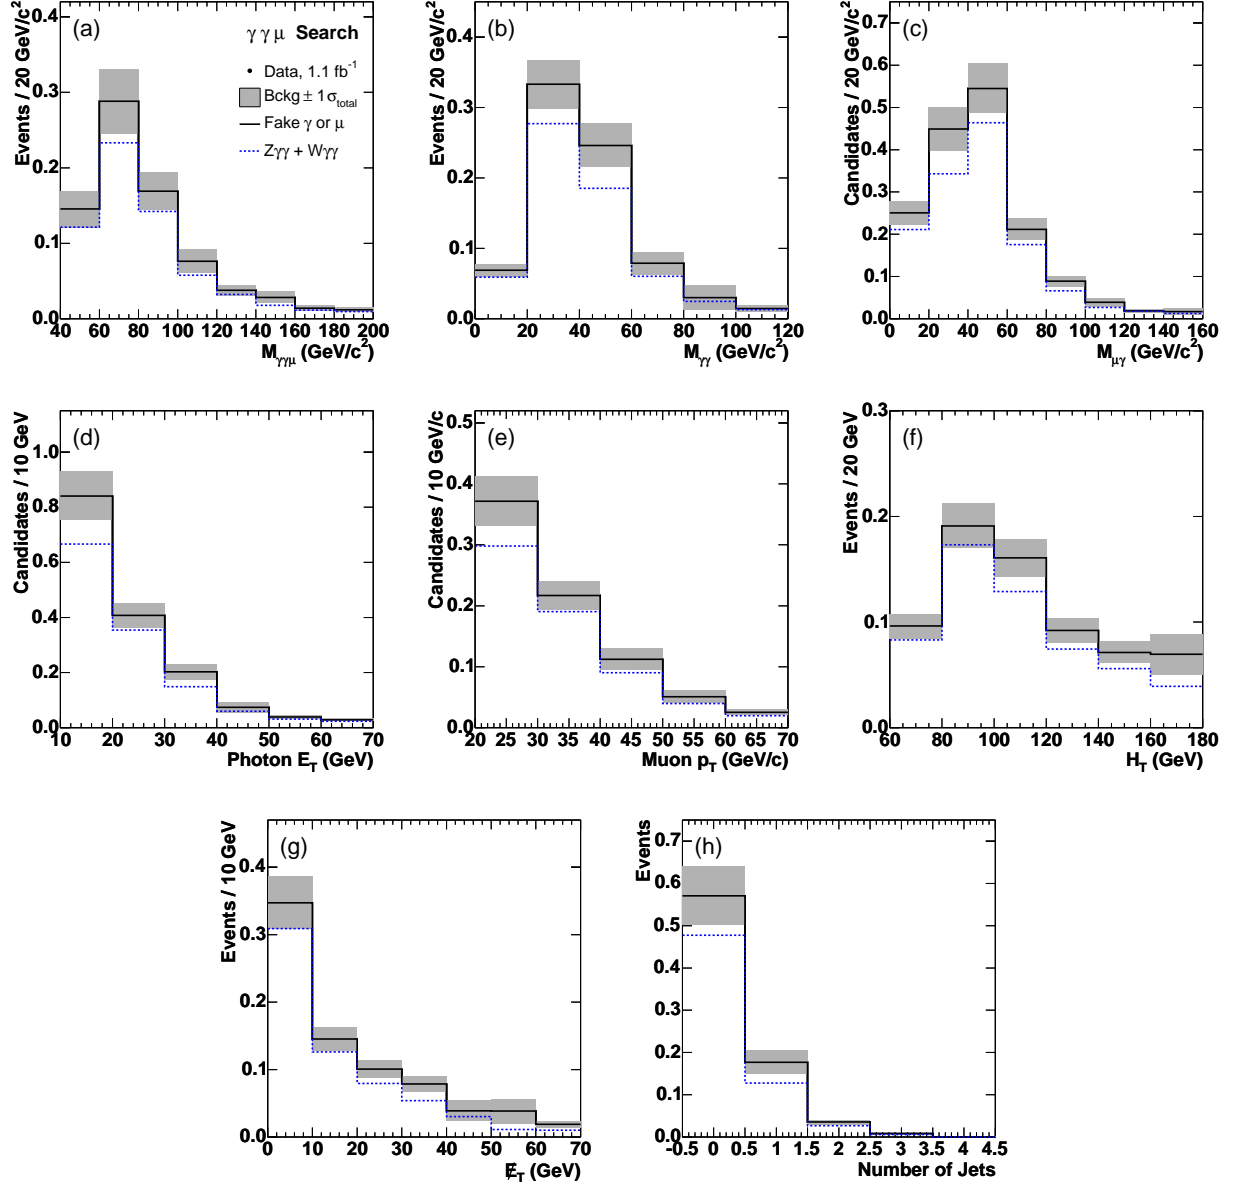 (a)
γ γ μ Search
• Data, 1.1 fb⁻¹
Bckg ± 1σ_total
Fake γ or μ
Zγγ + Wγγ
Events / 20 GeV/c²
0.4
0.3
0.2
0.1
0.0
40 60 80 100 120 140 160 180 200
M_γγμ (GeV/c²)
(b)
Events / 20 GeV/c²
0.4
0.3
0.2
0.1
0.0
0 20 40 60 80 100 120
M_γγ (GeV/c²)
(c)
Candidates / 20 GeV/c²
0.7
0.6
0.5
0.4
0.3
0.2
0.1
0.0
0 20 40 60 80 100 120 140 160
M_μγ (GeV/c²)
(d)
Candidates / 10 GeV
1.0
0.8
0.6
0.4
0.2
0.0
10 20 30 40 50 60 70
Photon E_T (GeV)
(e)
Candidates / 10 GeV/c
0.5
0.4
0.3
0.2
0.1
0.0
20 25 30 35 40 45 50 55 60 65 70
Muon p_T (GeV/c)
(f)
Events / 20 GeV
0.3
0.2
0.1
0.0
60 80 100 120 140 160 180
H_T (GeV)
(g)
Events / 10 GeV
0.4
0.3
0.2
0.1
0.0
0 10 20 30 40 50 60 70
E̸_T (GeV)
(h)
Events
0.7
0.6
0.5
0.4
0.3
0.2
0.1
0.0
-0.5 0 0.5 1 1.5 2 2.5 3 3.5 4 4.5
Number of Jets